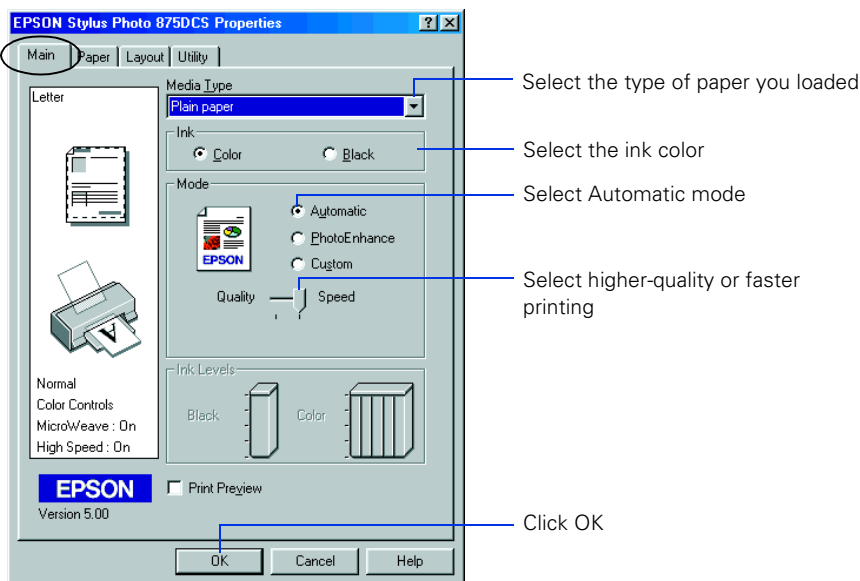 EPSON Stylus Photo 875DCS Properties
Main Paper Layout Utility
Letter
Media Type
Plain paper
Select the type of paper you loaded
Ink
Color Black
Select the ink color
Mode
EPSON
Automatic
Select Automatic mode
PhotoEnhance
Custom
Quality Speed
Select higher-quality or faster
printing
A
Normal
Color Controls
MicroWeave : On
High Speed : On
Ink Levels
Black Color
EPSON
Version 5.00
Print Preview
OK Cancel Help
Click OK